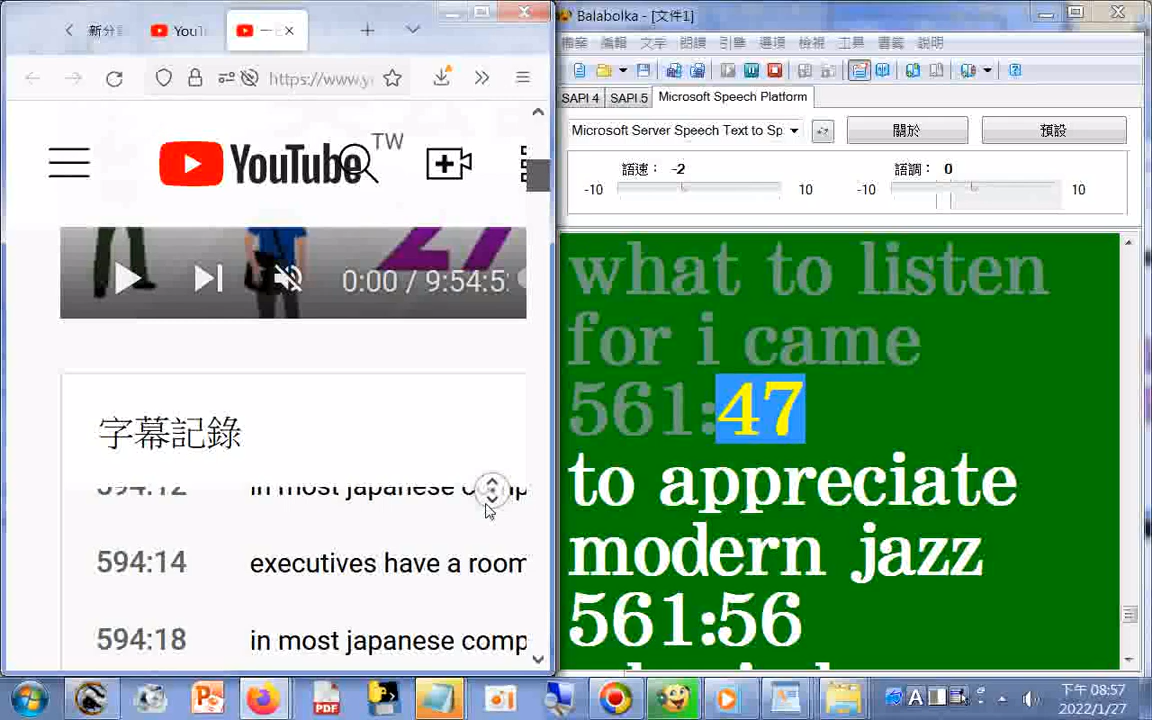 新分
YouT
Balabolka - [文件1]
檔案 編輯 文字 朗讀 引擎 選項 檢視 工具 書籤 說明
https://www.y
SAPI 4 SAPI 5 Microsoft Speech Platform
TW
YouTube
Microsoft Server Speech Text to Sp
關於
預設
語速： -2
語調： 0
-10 10
-10 10
27
0:00 / 9:54:5
字幕記錄
594:12 in most japanese comp
594:14 executives have a room
594:18 in most japanese comp
what to listen
for i came
561:47
to appreciate
modern jazz
561:56
PDF
A
下午 08:57
2022/1/27